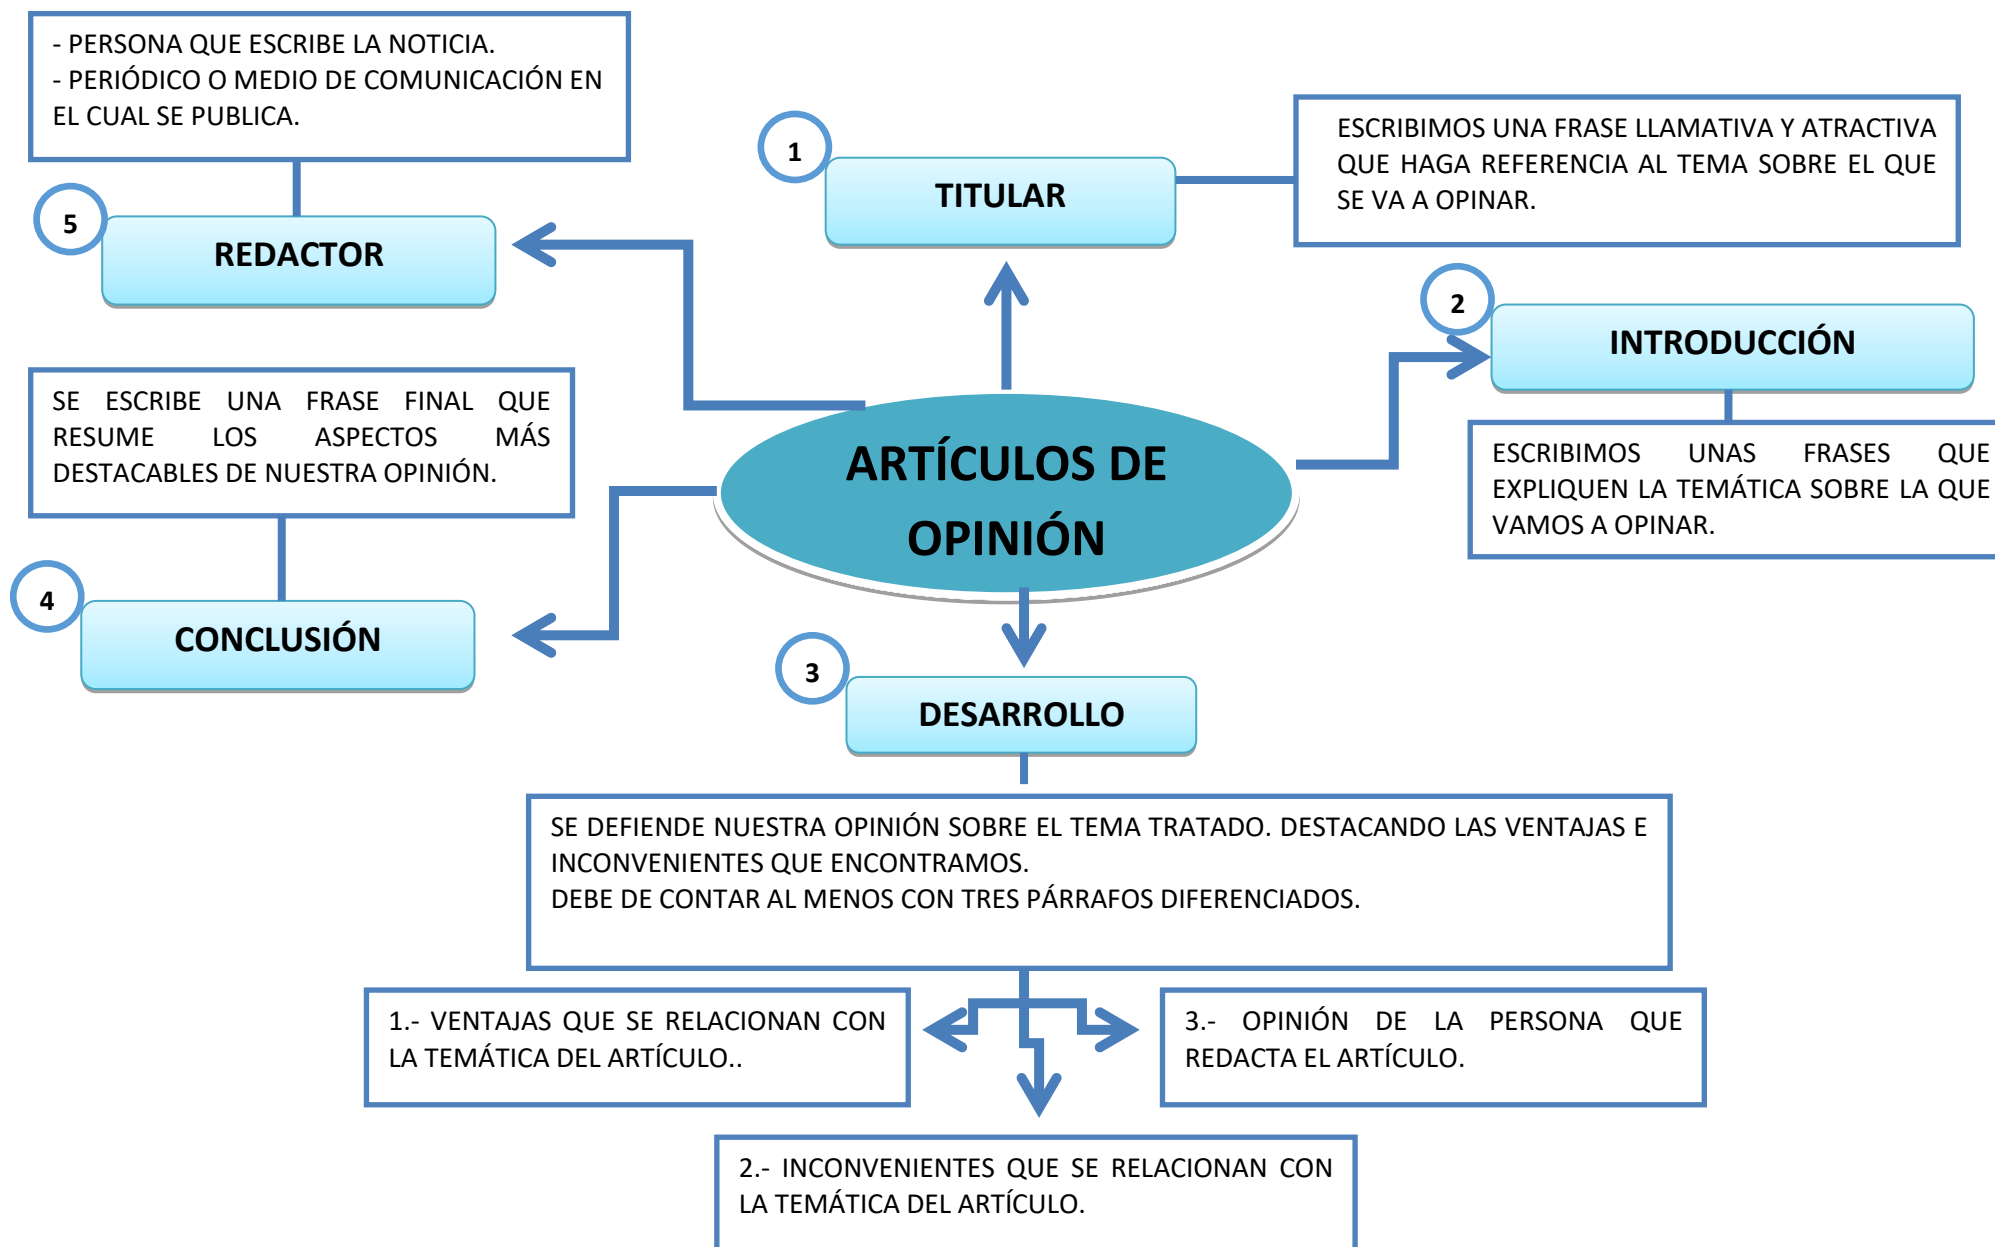 - PERSONA QUE ESCRIBE LA NOTICIA.
- PERIÓDICO O MEDIO DE COMUNICACIÓN EN
EL CUAL SE PUBLICA.
5
REDACTOR
1
TITULAR
ESCRIBIMOS UNA FRASE LLAMATIVA Y ATRACTIVA
QUE HAGA REFERENCIA AL TEMA SOBRE EL QUE
SE VA A OPINAR.
2
INTRODUCCIÓN
ESCRIBIMOS UNAS FRASES QUE
EXPLIQUEN LA TEMÁTICA SOBRE LA QUE
VAMOS A OPINAR.
SE ESCRIBE UNA FRASE FINAL QUE
RESUME LOS ASPECTOS MÁS
DESTACABLES DE NUESTRA OPINIÓN.
4
CONCLUSIÓN
ARTÍCULOS DE
OPINIÓN
3
DESARROLLO
SE DEFIENDE NUESTRA OPINIÓN SOBRE EL TEMA TRATADO. DESTACANDO LAS VENTAJAS E
INCONVENIENTES QUE ENCONTRAMOS.
DEBE DE CONTAR AL MENOS CON TRES PÁRRAFOS DIFERENCIADOS.
1.- VENTAJAS QUE SE RELACIONAN CON
LA TEMÁTICA DEL ARTÍCULO..
3.- OPINIÓN DE LA PERSONA QUE
REDACTA EL ARTÍCULO.
2.- INCONVENIENTES QUE SE RELACIONAN CON
LA TEMÁTICA DEL ARTÍCULO.